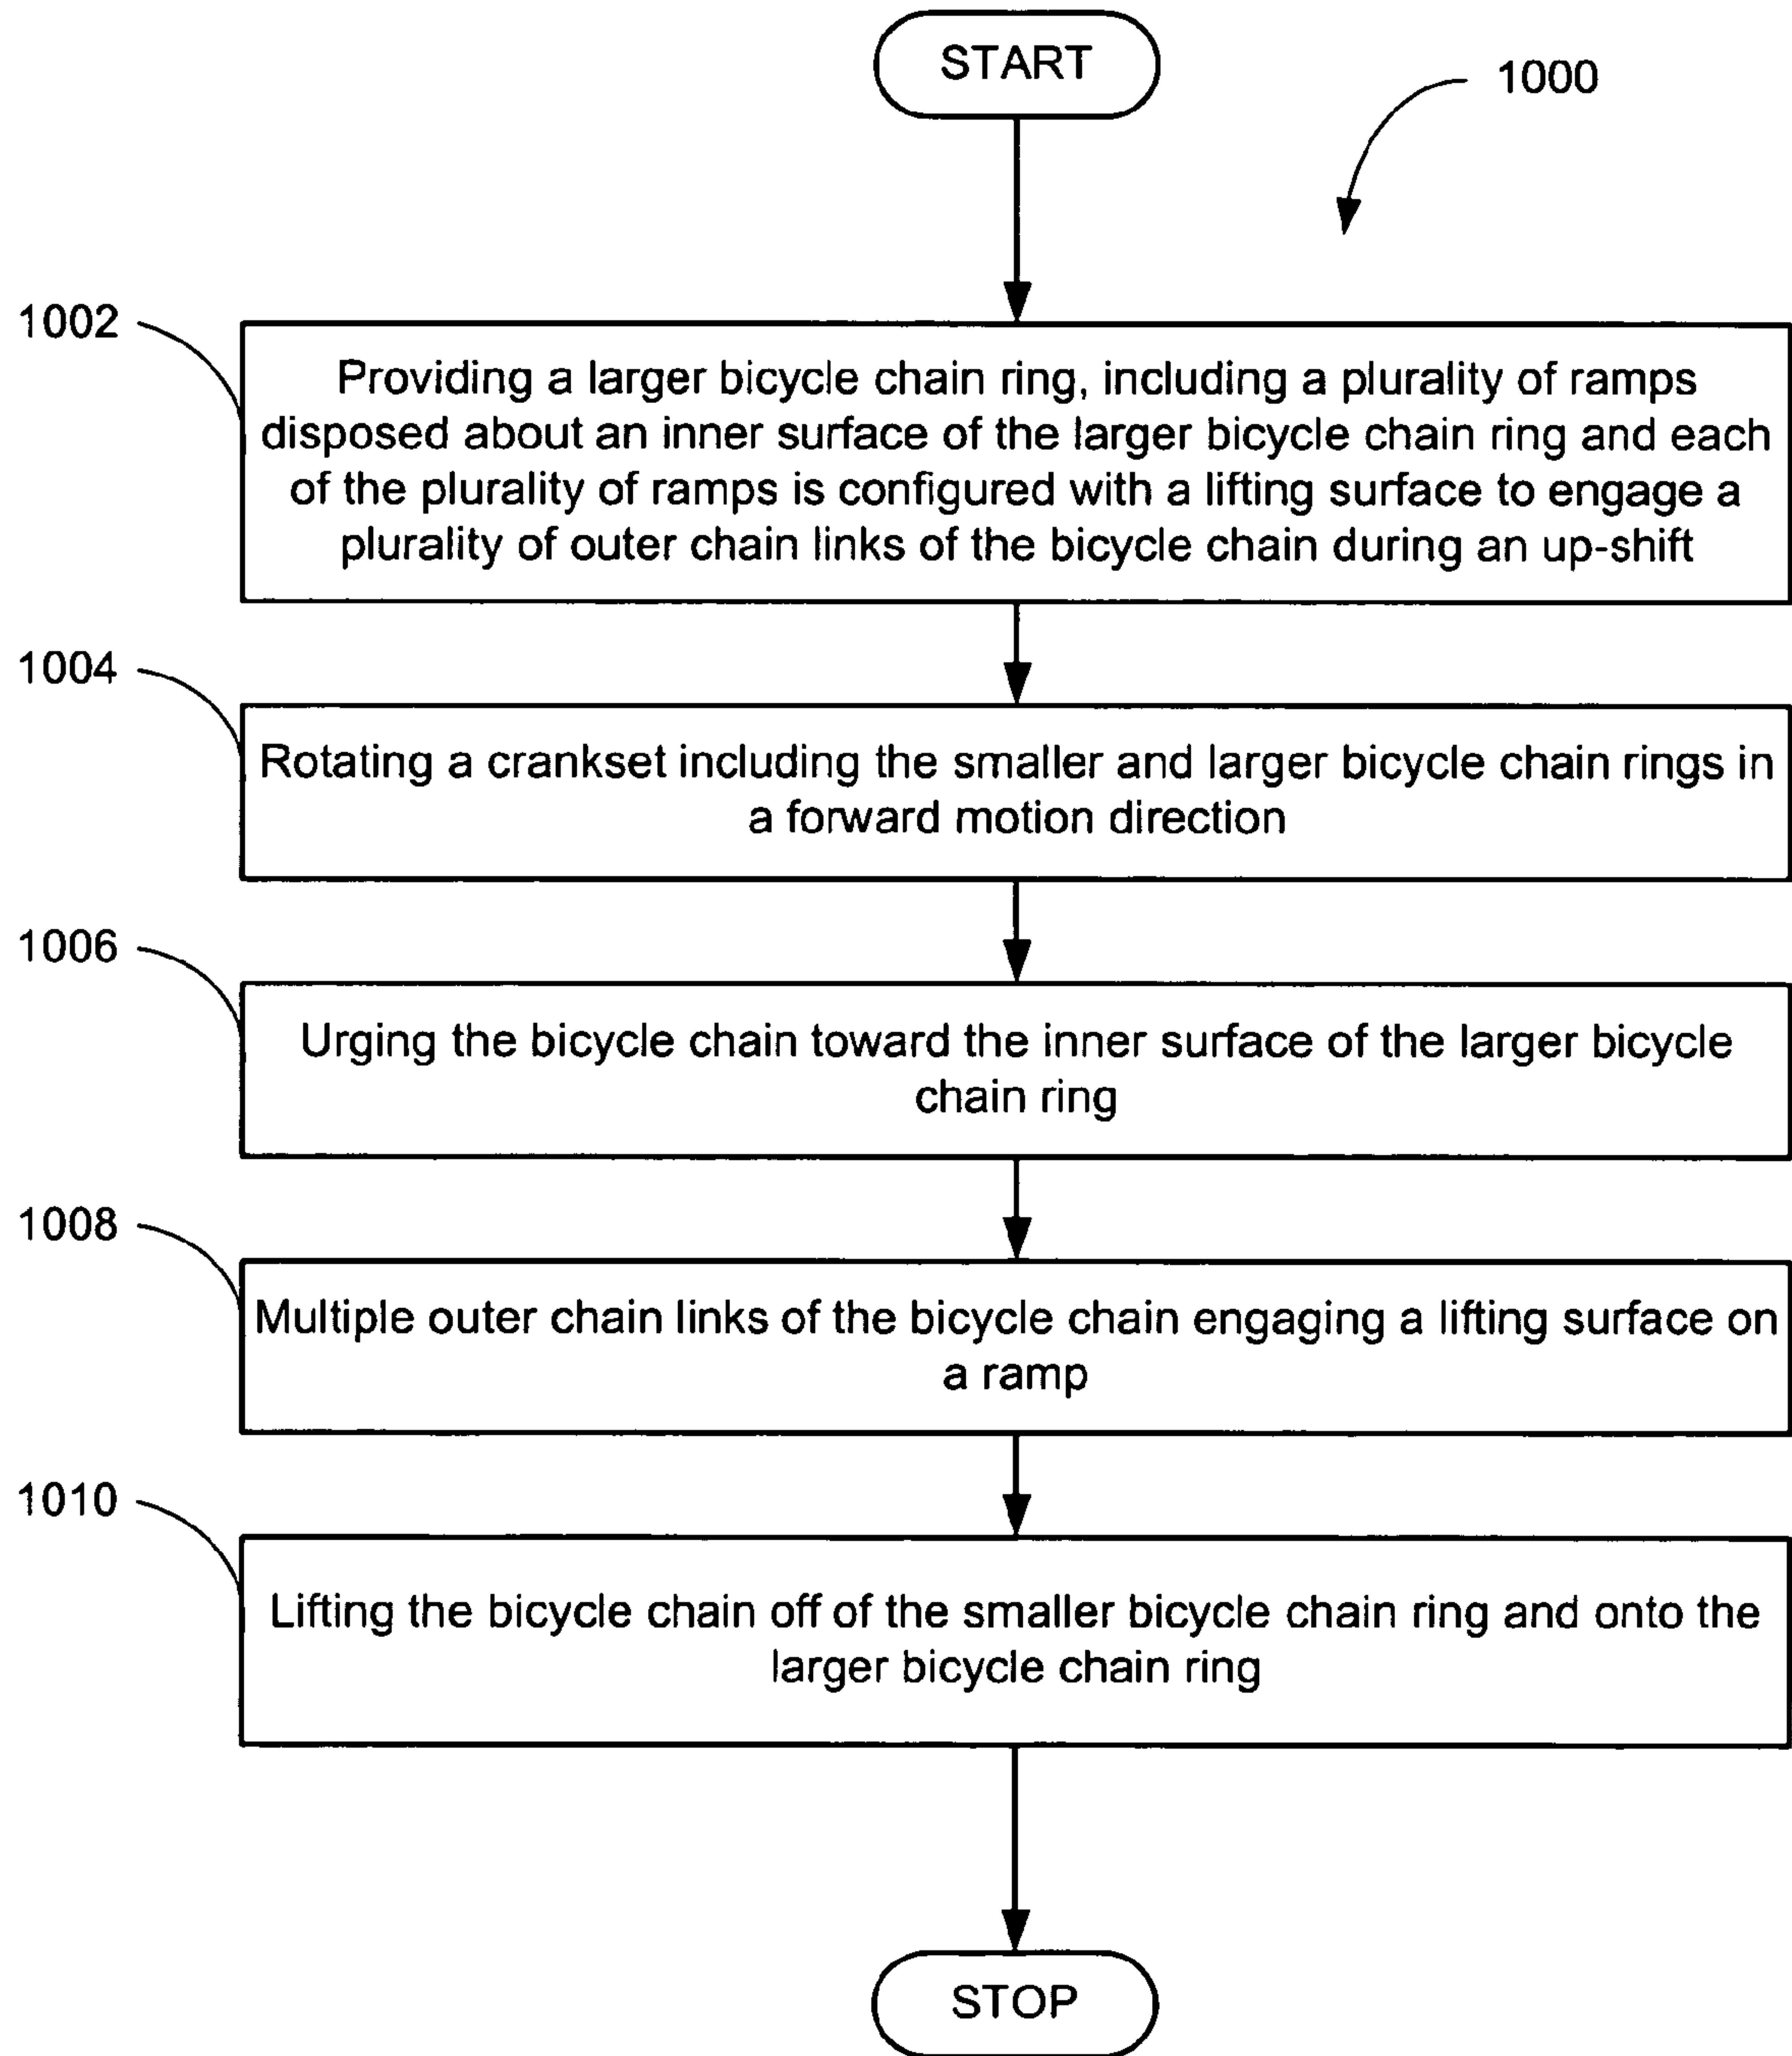 START
1000
1002
Providing a larger bicycle chain ring, including a plurality of ramps
disposed about an inner surface of the larger bicycle chain ring and each
of the plurality of ramps is configured with a lifting surface to engage a
plurality of outer chain links of the bicycle chain during an up-shift
1004
Rotating a crankset including the smaller and larger bicycle chain rings in
a forward motion direction
1006
Urging the bicycle chain toward the inner surface of the larger bicycle
chain ring
1008
Multiple outer chain links of the bicycle chain engaging a lifting surface on
a ramp
1010
Lifting the bicycle chain off of the smaller bicycle chain ring and onto the
larger bicycle chain ring
STOP